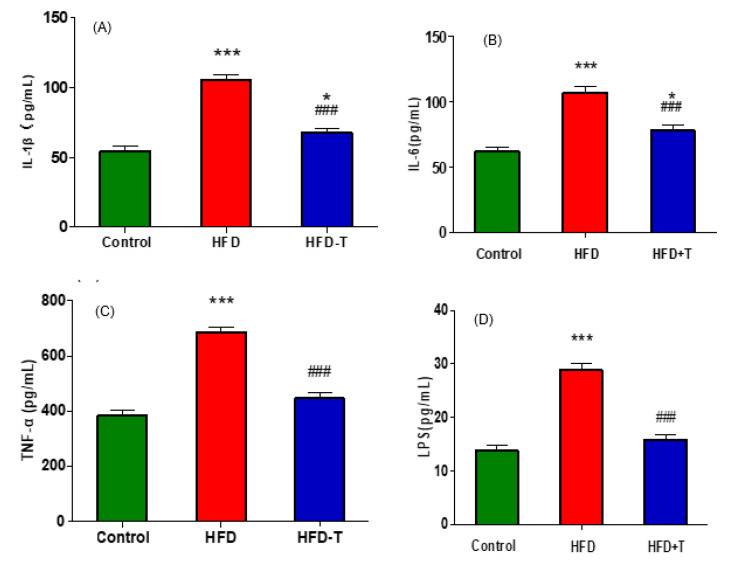 (A)
IL-1β ( pg/mL)
150
100
50
0
***
*
###
Control HFD HFD-T
(B)
IL-6(pg/mL)
150
100
50
0
***
*
###
Control HFD HFD+T
(C)
TNF-α (pg/mL)
800
600
400
200
0
***
###
Control HFD HFD-T
(D)
LPS(pg/mL)
40
30
20
10
0
***
###
Control HFD HFD+T